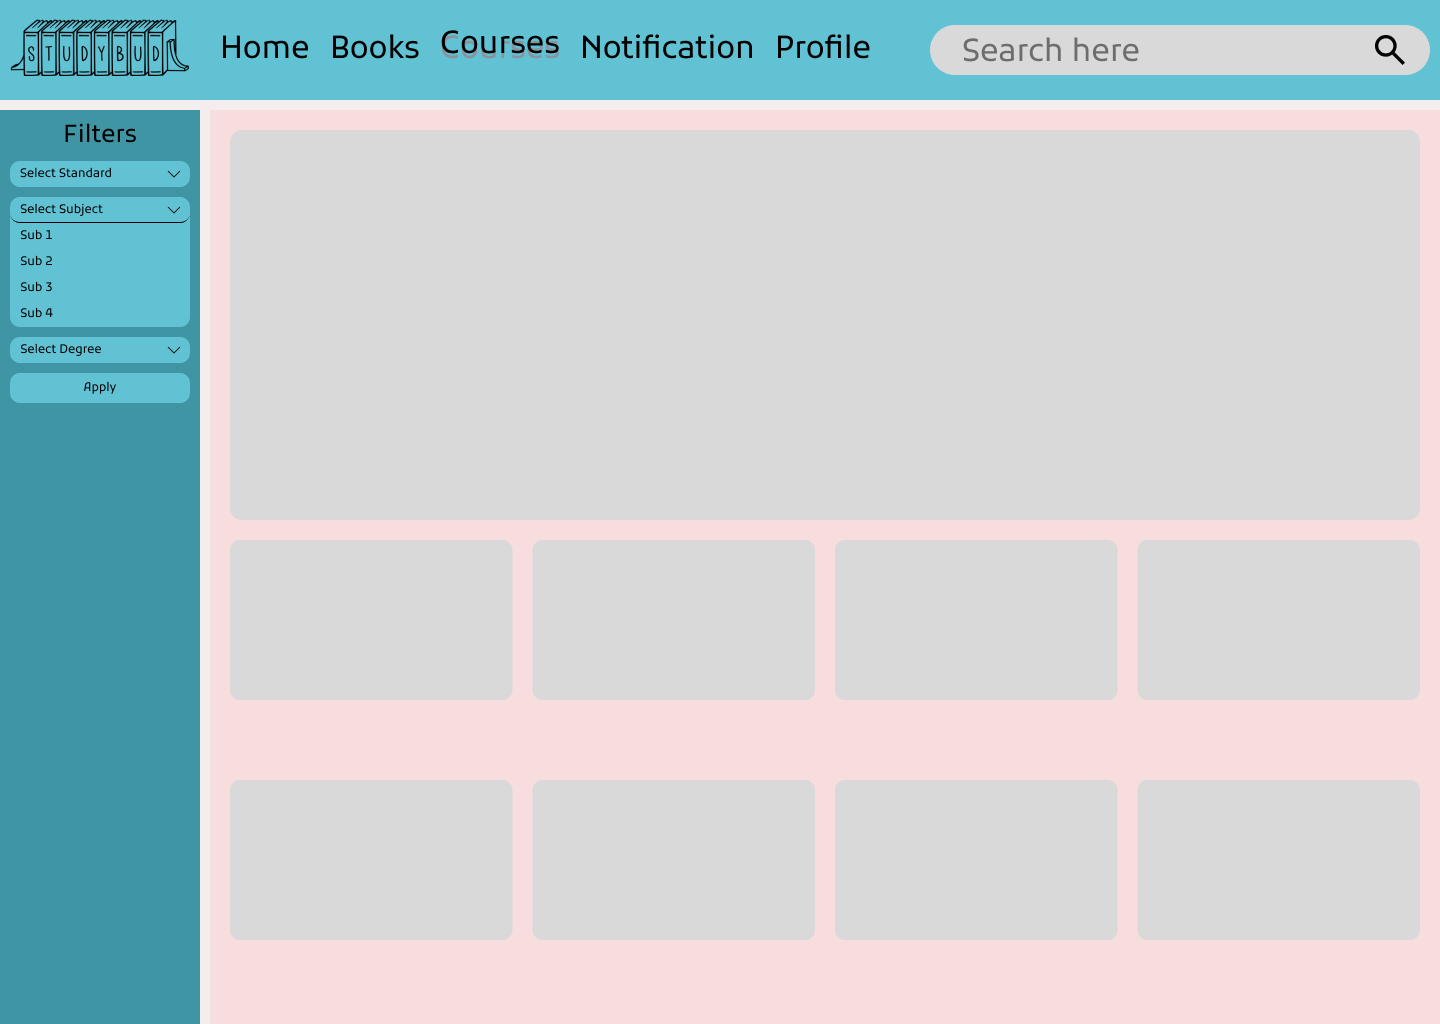 STUDYBUD
Home Books Courses Notification Profile
Search here
Filters
Select Standard
Select Subject
Sub 1
Sub 2
Sub 3
Sub 4
Select Degree
Apply